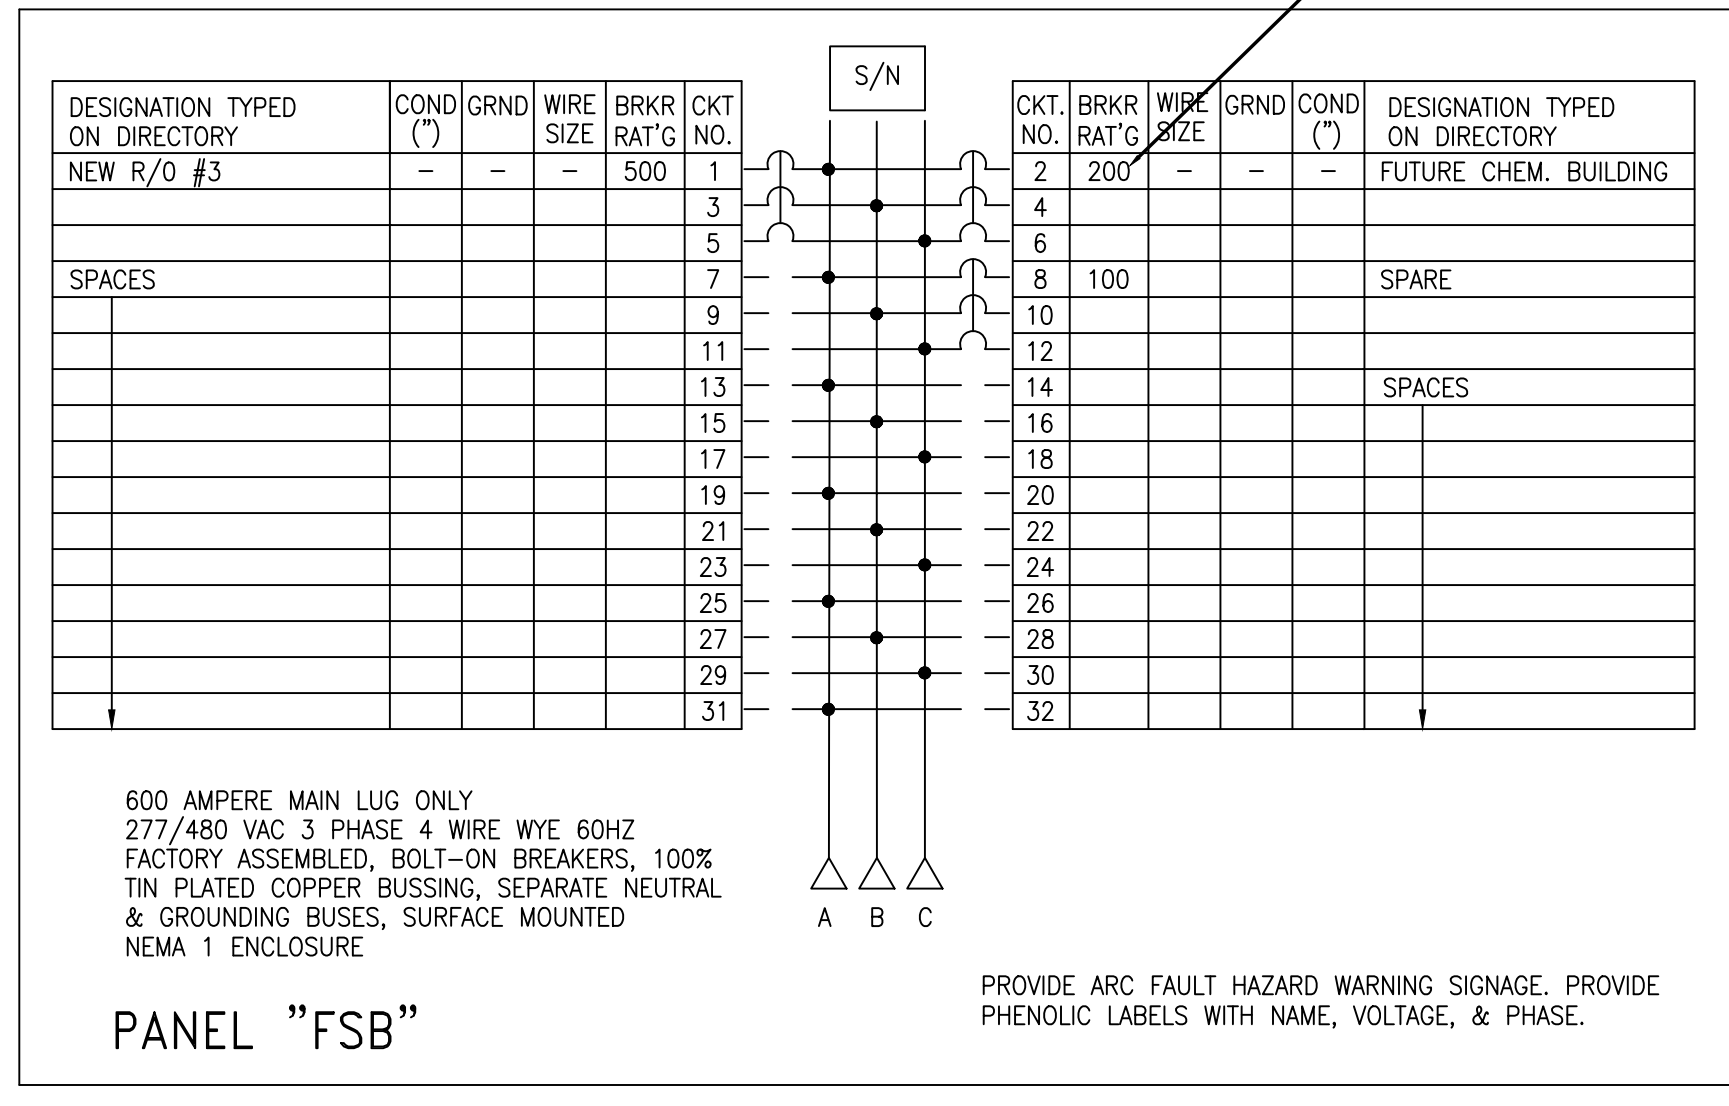 S/N
DESIGNATION TYPED ON DIRECTORY COND (”) GRND WIRE SIZE BRKR RAT'G CKT NO.
NEW R/O #3 – – – 500 1
3
5
SPACES 7
9
11
13
15
17
19
21
23
25
27
29
31
CKT. NO. BRKR RAT'G WIRE SIZE GRND COND (”) DESIGNATION TYPED ON DIRECTORY
2 200 – – – FUTURE CHEM. BUILDING
4
6
8 100 SPARE
10
12
14 SPACES
16
18
20
22
24
26
28
30
32
A B C
600 AMPERE MAIN LUG ONLY
277/480 VAC 3 PHASE 4 WIRE WYE 60HZ
FACTORY ASSEMBLED, BOLT-ON BREAKERS, 100%
TIN PLATED COPPER BUSSING, SEPARATE NEUTRAL
& GROUNDING BUSES, SURFACE MOUNTED
NEMA 1 ENCLOSURE
PANEL ”FSB”
PROVIDE ARC FAULT HAZARD WARNING SIGNAGE. PROVIDE
PHENOLIC LABELS WITH NAME, VOLTAGE, & PHASE.